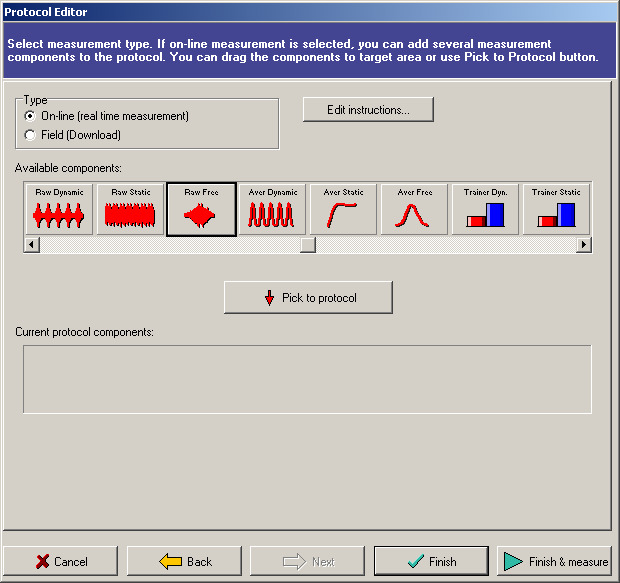 Protocol Editor
Select measurement type. If on-line measurement is selected, you can add several measurement
components to the protocol. You can drag the components to target area or use Pick to Protocol button.
Type
On-line (real time measurement)
Field (Download)
Edit instructions...
Available components:
Raw Dynamic
Raw Static
Raw Free
Aver Dynamic
Aver Static
Aver Free
Trainer Dyn.
Trainer Static
Pick to protocol
Current protocol components:
Cancel
Back
Next
Finish
Finish & measure